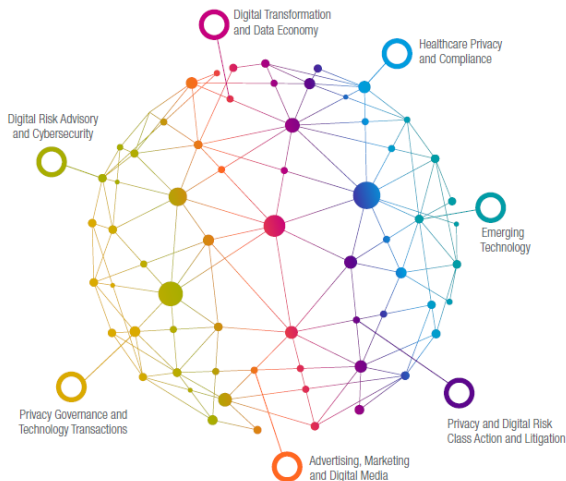 Digital Transformation
and Data Economy
Healthcare Privacy
and Compliance
Digital Risk Advisory
and Cybersecurity
Emerging
Technology
Privacy Governance and
Technology Transactions
Privacy and Digital Risk
Class Action and Litigation
Advertising, Marketing
and Digital Media